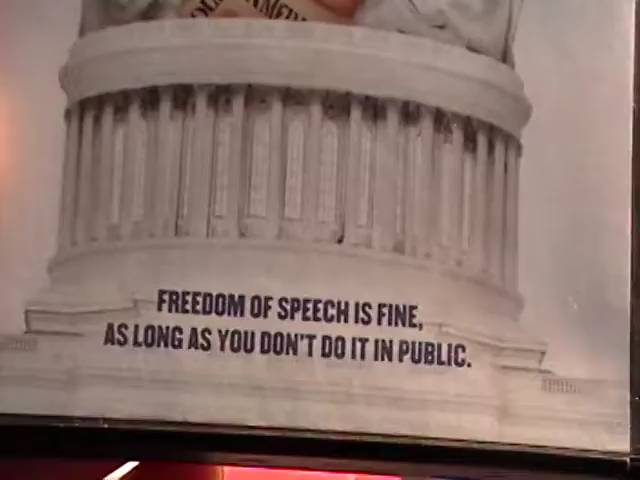 FREEDOM OF SPEECH IS FINE,
AS LONG AS YOU DON'T DO IT IN PUBLIC.